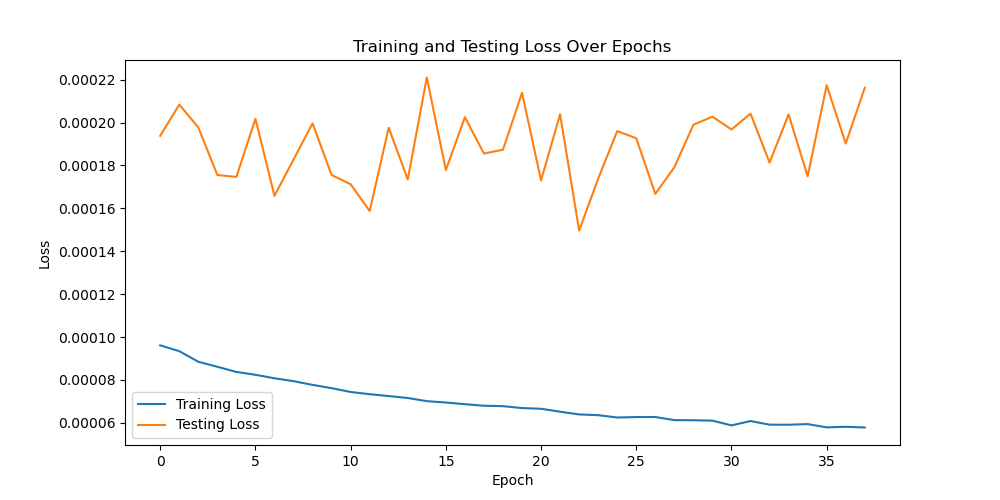 Training and Testing Loss Over Epochs
0.00022
0.00020
0.00018
0.00016
0.00014
0.00012
0.00010
0.00008
0.00006
Loss
Training Loss
Testing Loss
0 5 10 15 20 25 30 35
Epoch